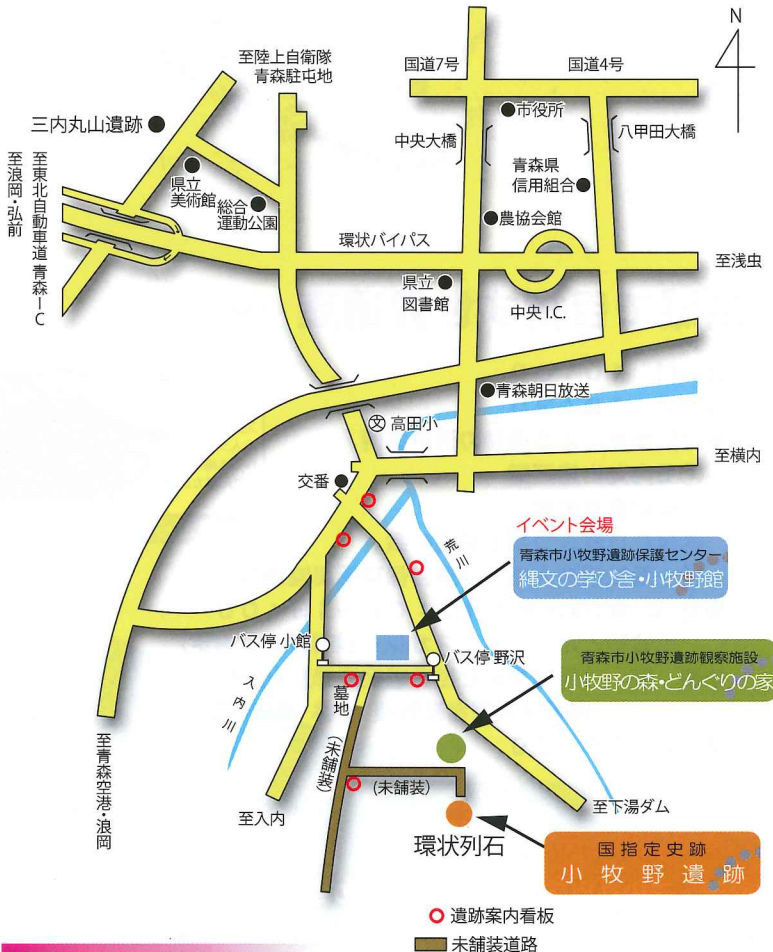 N
至陸上自衛隊
青森駐屯地
国道7号
国道4号
三内丸山遺跡
市役所
中央大橋
八甲田大橋
至東北自動車道 青森IC
至浪岡・弘前
県立
美術館
総合
運動公園
青森県
信用組合
農協会館
環状バイパス
至浅虫
県立
図書館
中央I.C.
青森朝日放送
文
高田小
至横内
交番
イベント会場
荒川
青森市小牧野遺跡保護センター
縄文の学び舎・小牧野館
バス停 小館
バス停 野沢
青森市小牧野遺跡観察施設
小牧野の森・どんぐりの家
入内川
墓地
(未舗装)
(未舗装)
至青森空港・浪岡
至入内
至下湯ダム
環状列石
国指定史跡
小牧野遺跡
遺跡案内看板
未舗装道路